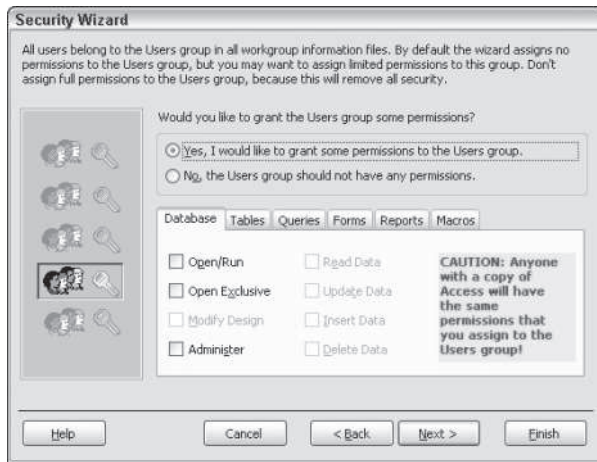 Security Wizard
All users belong to the Users group in all workgroup information files. By default the wizard assigns no
permissions to the Users group, but you may want to assign limited permissions to this group. Don't
assign full permissions to the Users group, because this will remove all security.
Would you like to grant the Users group some permissions?
Yes, I would like to grant some permissions to the Users group.
No, the Users group should not have any permissions.
Database Tables Queries Forms Reports Macros
Open/Run
Open Exclusive
Modify Design
Administer
Read Data
Update Data
Insert Data
Delete Data
CAUTION: Anyone
with a copy of
Access will have
the same
permissions that
you assign to the
Users group!
Help Cancel < Back Next > Finish